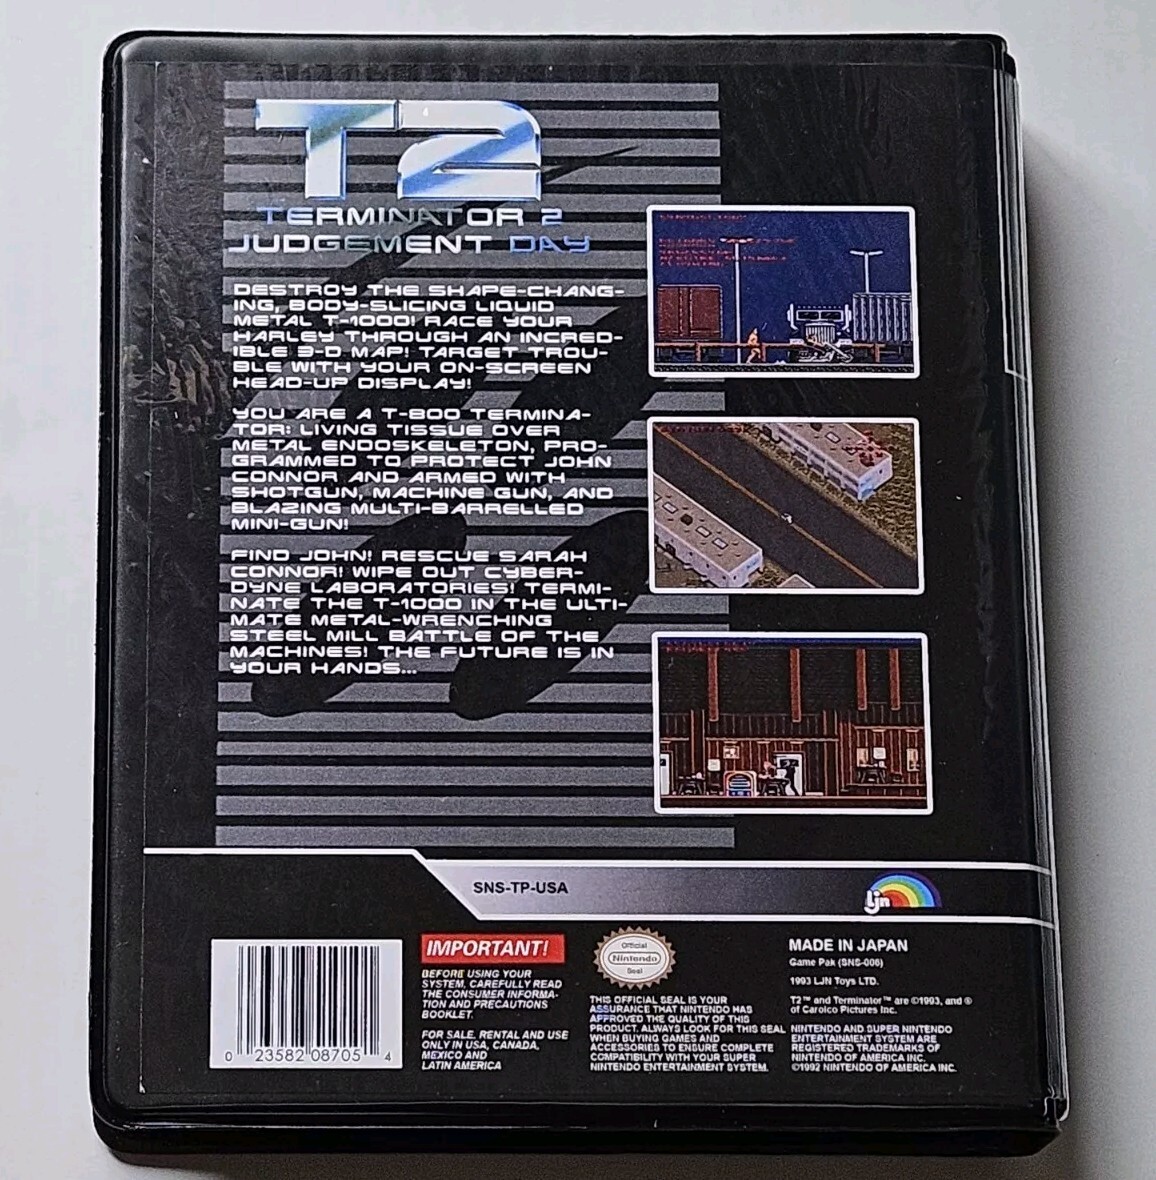 T2
TERMINATOR 2
JUDGEMENT DAY
DESTROY THE SHAPE-CHANG-
ING, BODY-SLICING LIQUID
METAL T-1000! RACE YOUR
HARLEY THROUGH AN INCRED-
IBLE 3-D MAP! TARGET TROU-
BLE WITH YOUR ON-SCREEN
HEAD-UP DISPLAY!
YOU ARE A T-800 TERMINA-
TOR: LIVING TISSUE OVER
METAL ENDOSKELETON, PRO-
GRAMMED TO PROTECT JOHN
CONNOR AND ARMED WITH
SHOTGUN, MACHINE GUN, AND
BLAZING MULTI-BARRELLED
MINI-GUN!
FIND JOHN! RESCUE SARAH
CONNOR! WIPE OUT CYBER-
DYNE LABORATORIES! TERMI-
NATE THE T-1000 IN THE ULTI-
MATE METAL-WRENCHING
STEEL MILL BATTLE OF THE
MACHINES! THE FUTURE IS IN
YOUR HANDS...
SNS-TP-USA
ljn
0 23582 08705 4
IMPORTANT!
BEFORE USING YOUR
SYSTEM, CAREFULLY READ
THE CONSUMER INFORMA-
TION AND PRECAUTIONS
BOOKLET.
FOR SALE, RENTAL AND USE
ONLY IN USA, CANADA,
MEXICO AND
LATIN AMERICA
Official
Nintendo
Seal
THIS OFFICIAL SEAL IS YOUR
ASSURANCE THAT NINTENDO HAS
APPROVED THE QUALITY OF THIS
PRODUCT. ALWAYS LOOK FOR THIS SEAL
WHEN BUYING GAMES AND
ACCESSORIES TO ENSURE COMPLETE
COMPATIBILITY WITH YOUR SUPER
NINTENDO ENTERTAINMENT SYSTEM.
MADE IN JAPAN
Game Pak (SNS-006)
1993 LJN Toys LTD.
T2™ and Terminator™ are ©1993, and ®
of Carolco Pictures Inc.
NINTENDO AND SUPER NINTENDO
ENTERTAINMENT SYSTEM ARE
REGISTERED TRADEMARKS OF
NINTENDO OF AMERICA INC.
©1992 NINTENDO OF AMERICA INC.